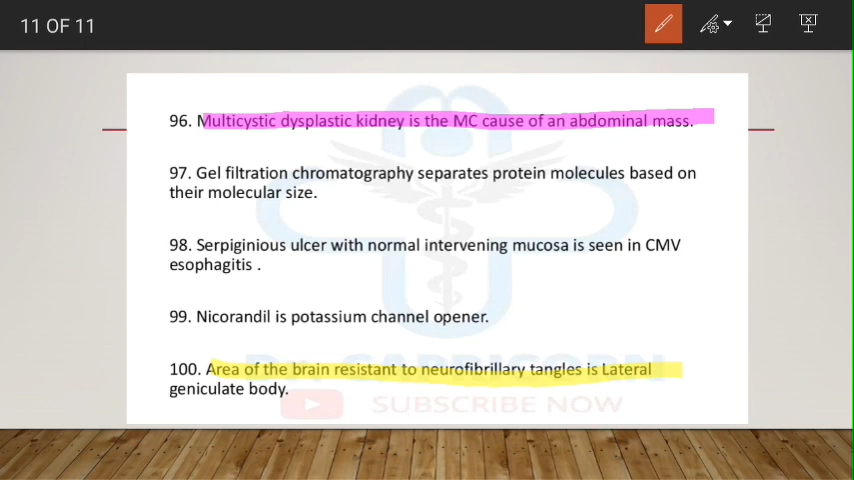 11 OF 11
96. Multicystic dysplastic kidney is the MC cause of an abdominal mass.
97. Gel filtration chromatography separates protein molecules based on
their molecular size.
98. Serpiginious ulcer with normal intervening mucosa is seen in CMV
esophagitis .
99. Nicorandil is potassium channel opener.
100. Area of the brain resistant to neurofibrillary tangles is Lateral
geniculate body.
SUBSCRIBE NOW